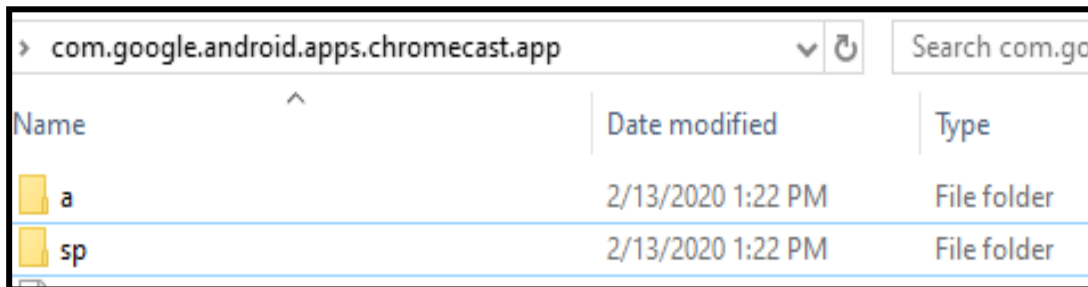 com.google.android.apps.chromecast.app Search com.go
Name Date modified Type
a 2/13/2020 1:22 PM File folder
sp 2/13/2020 1:22 PM File folder